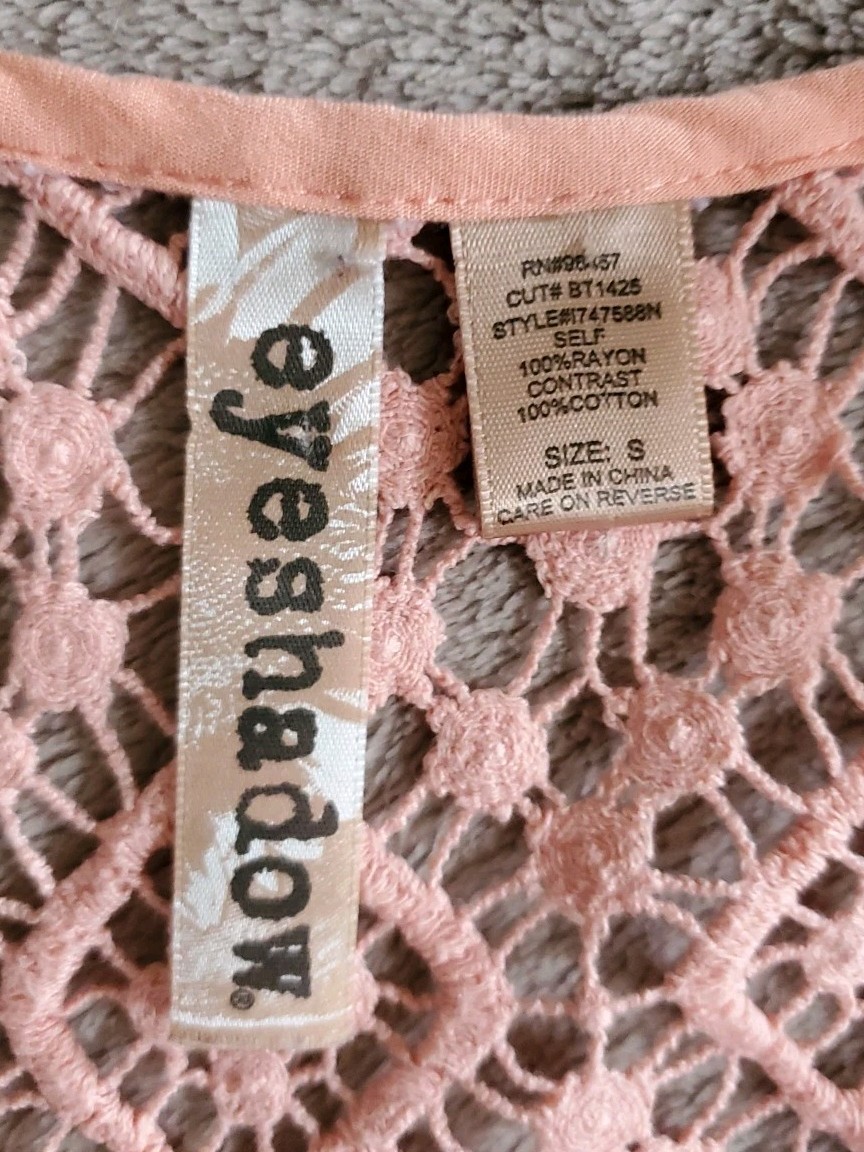 eyeshadow®
CUT# BT1425
STYLE#I747588N
SELF
100%RAYON
CONTRAST
100%COTTON
SIZE: S
MADE IN CHINA
CARE ON REVERSE